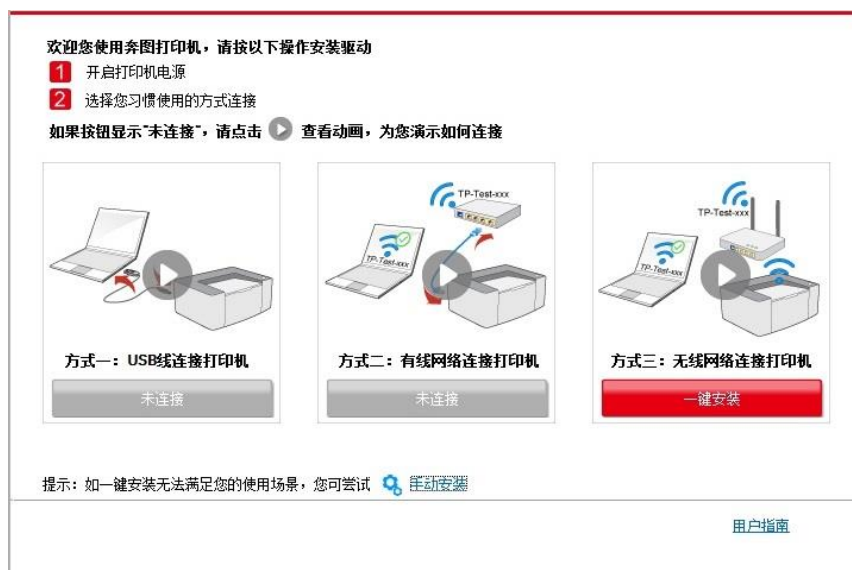 欢迎您使用奔图打印机，请按以下操作安装驱动
1 开启打印机电源
2 选择您习惯使用的方式连接
如果按钮显示"未连接"，请点击 查看动画，为您演示如何连接
TP-Test-xxx
TP-Test-xxx
TP-Test-xxx
TP-Test-xxx
方式一：USB线连接打印机
方式二：有线网络连接打印机
方式三：无线网络连接打印机
未连接
未连接
一键安装
提示：如一键安装无法满足您的使用场景，您可尝试 手动安装
用户指南